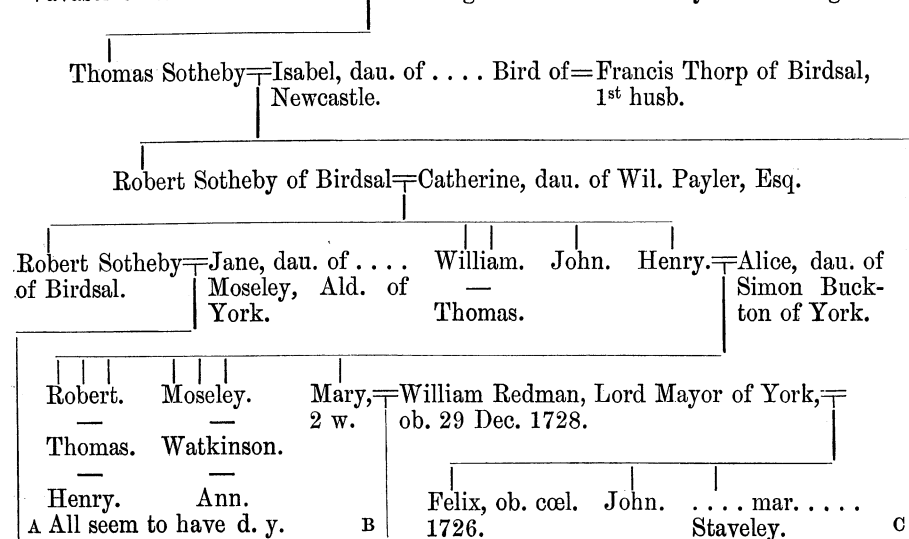 Thomas Sotheby=Isabel, dau. of . . . . Bird of=Francis Thorp of Birdsal,
Newcastle. 1st husb.
Robert Sotheby of Birdsal=Catherine, dau. of Wil. Payler, Esq.
Robert Sotheby=Jane, dau. of . . . . William. John. Henry.=Alice, dau. of
of Birdsal. Moseley, Ald. of — Simon Buck-
York. Thomas. ton of York.
Robert. Moseley. Mary,=William Redman, Lord Mayor of York,=
— — 2 w. ob. 29 Dec. 1728.
Thomas. Watkinson.
— —
Henry. Ann. Felix, ob. cœl. John. . . . . mar. . . . .
A All seem to have d. y. B 1726. Staveley. C